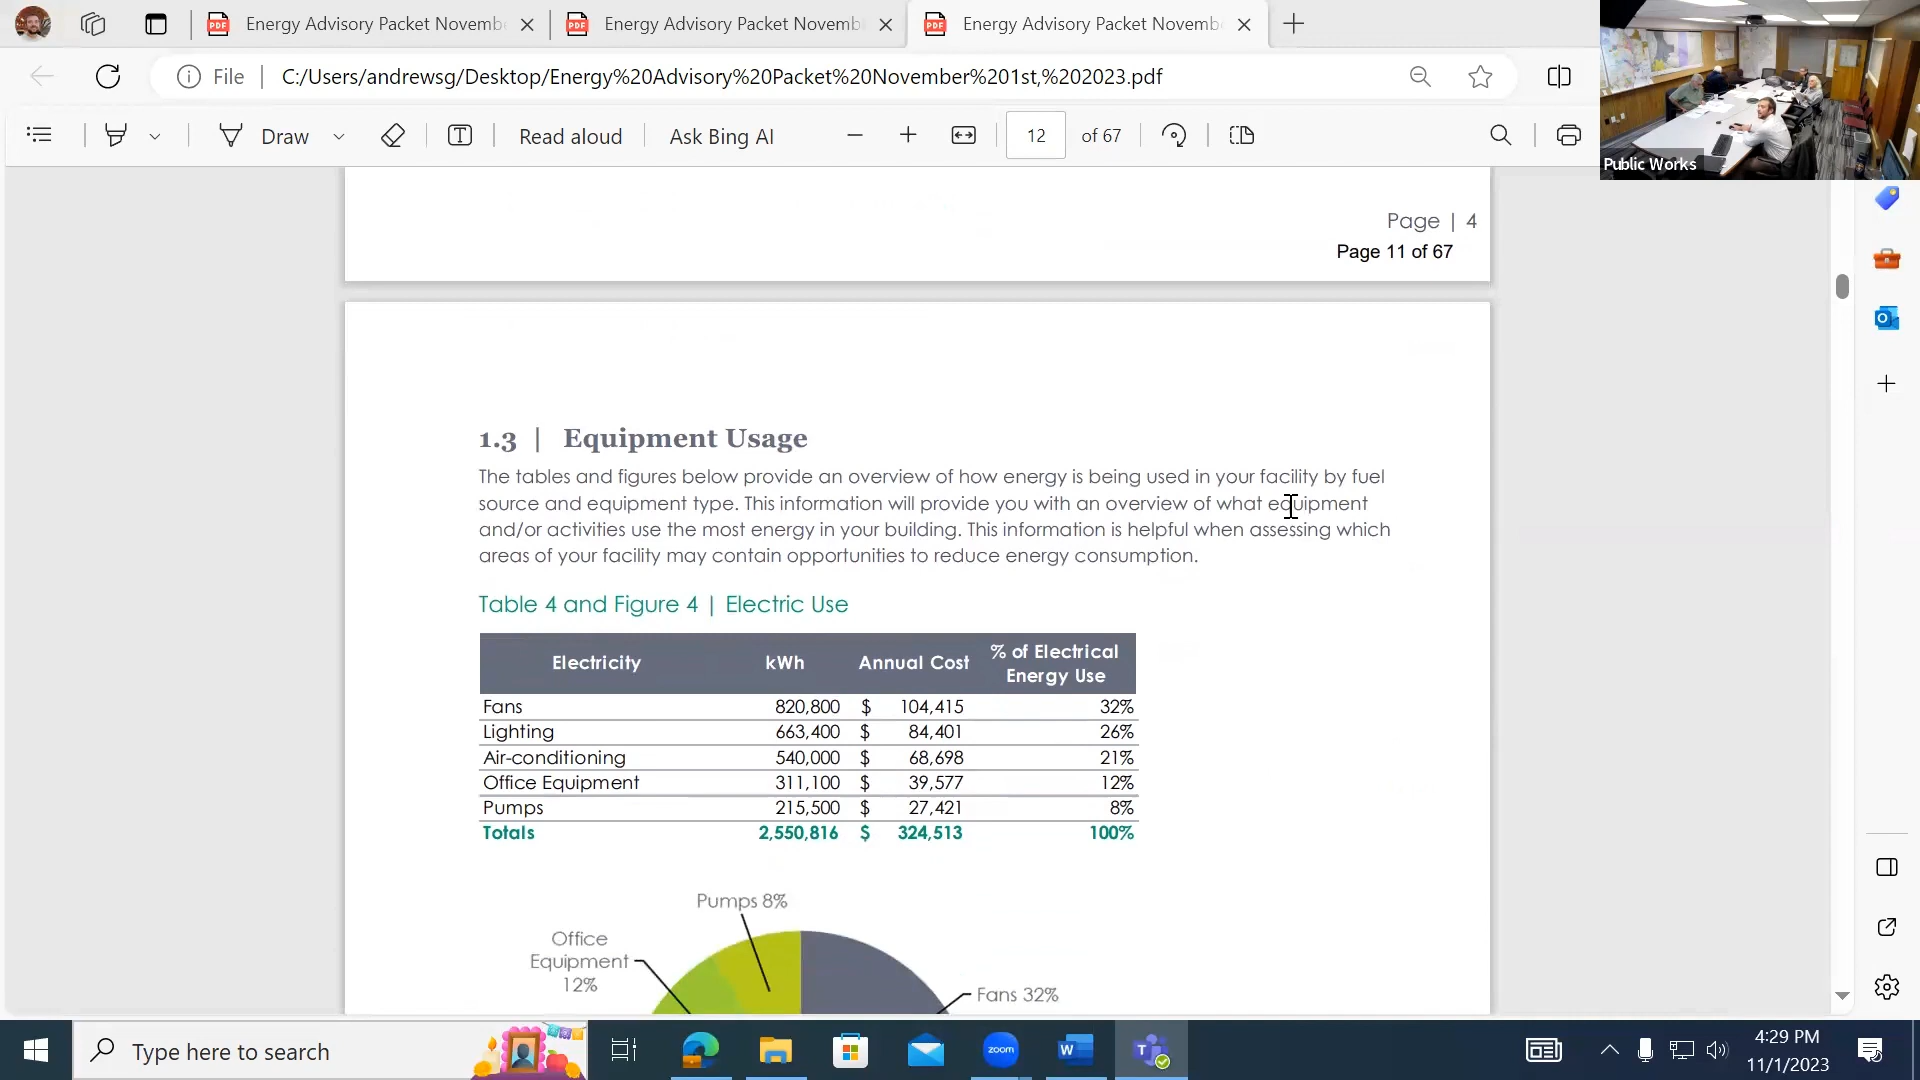 Energy Advisory Packet Novemb
Energy Advisory Packet Novemb
Energy Advisory Packet Novemb
File
C:/Users/andrewsg/Desktop/Energy%20Advisory%20Packet%20November%201st,%202023.pdf
Draw
Read aloud
Ask Bing AI
12
of 67
Public Works
Page | 4
Page 11 of 67
1.3 | Equipment Usage
The tables and figures below provide an overview of how energy is being used in your facility by fuel
source and equipment type. This information will provide you with an overview of what equipment
and/or activities use the most energy in your building. This information is helpful when assessing which
areas of your facility may contain opportunities to reduce energy consumption.
Table 4 and Figure 4 | Electric Use
Electricity kWh Annual Cost % of Electrical
Energy Use
Fans 820,800 $ 104,415 32%
Lighting 663,400 $ 84,401 26%
Air-conditioning 540,000 $ 68,698 21%
Office Equipment 311,100 $ 39,577 12%
Pumps 215,500 $ 27,421 8%
Totals 2,550,816 $ 324,513 100%
Pumps 8%
Office
Equipment
12%
Fans 32%
Type here to search
zoom
4:29 PM
11/1/2023